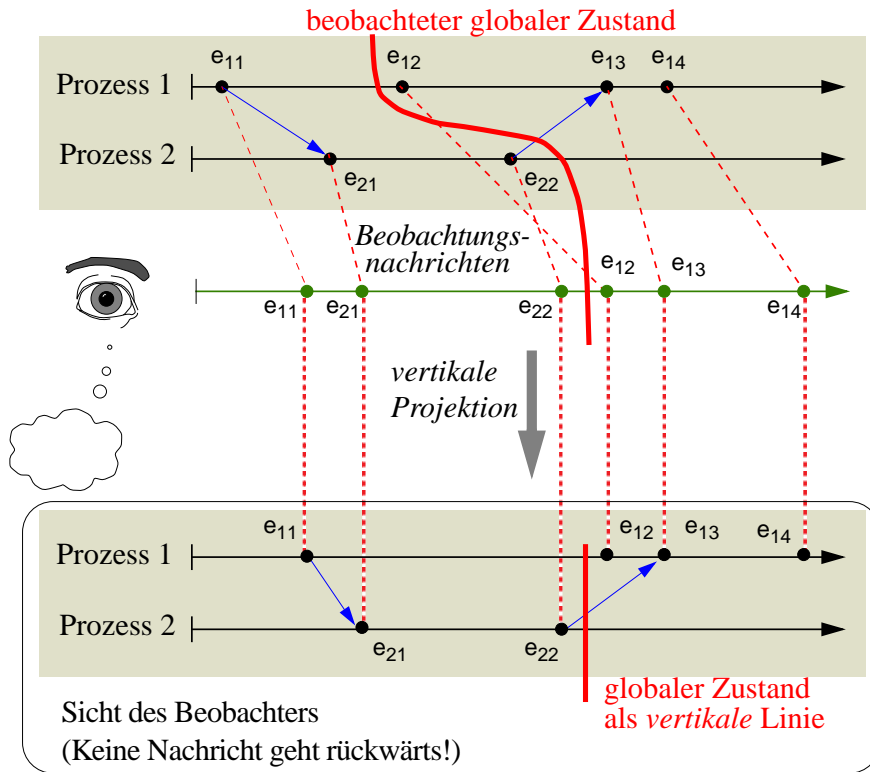 beobachteter globaler Zustand
e11 e12 e13 e14
Prozess 1
Prozess 2
e21 e22
Beobachtungs-
nachrichten
e12 e13
e11 e21 e22 e14
vertikale
Projektion
e11 e12 e13 e14
Prozess 1
Prozess 2
e21 e22
globaler Zustand
als vertikale Linie
Sicht des Beobachters
(Keine Nachricht geht rückwärts!)